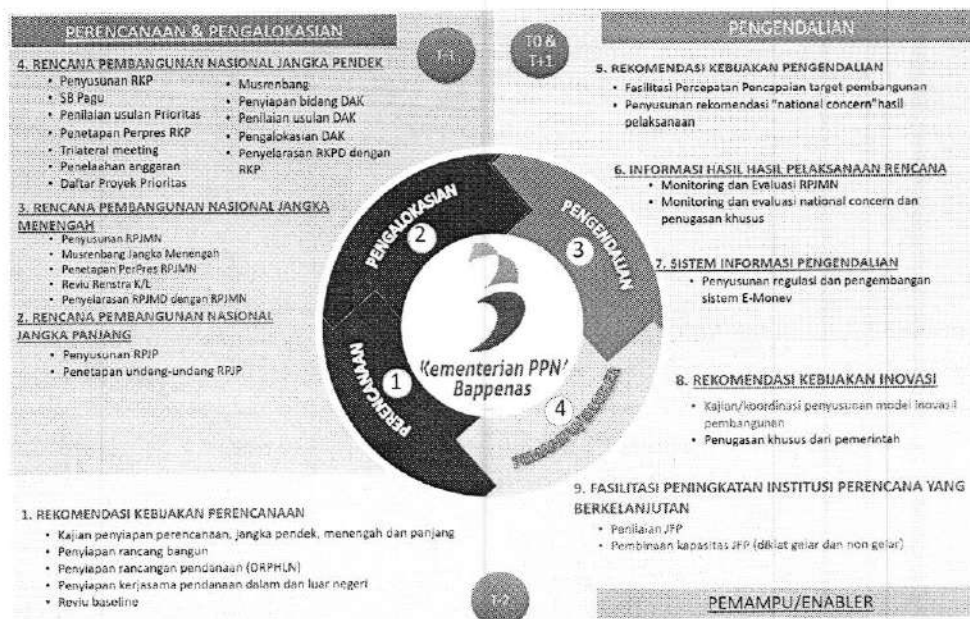 PERENCANAAN & PENGALOKASIAN
T-1
4. RENCANA PEMBANGUNAN NASIONAL JANGKA PENDEK
• Penyusunan RKP
• SB Pagu
• Penilaian usulan Prioritas
• Penetapan Perpres RKP
• Trilateral meeting
• Penelaahan anggaran
• Daftar Proyek Prioritas
• Musrenbang
• Penyiapan bidang DAK
• Penilaian usulan DAK
• Pengalokasian DAK
• Penyelarasan RKPD dengan
RKP
3. RENCANA PEMBANGUNAN NASIONAL JANGKA
MENENGAH
• Penyusunan RPJMN
• Musrenbang Jangka Menengah
• Penetapan PerPres RPJMN
• Reviu Renstra K/L
• Penyelarasan RPJMD dengan RPJMN
2. RENCANA PEMBANGUNAN NASIONAL
JANGKA PANJANG
• Penyusunan RPJP
• Penetapan undang-undang RPJP
1. REKOMENDASI KEBIJAKAN PERENCANAAN
• Kajian penyiapan perencanaan, jangka pendek, menengah dan panjang
• Penyiapan rancang bangun
• Penyiapan rancangan pendanaan (DRPHLN)
• Penyiapan kerjasama pendanaan dalam dan luar negeri
• Reviu baseline
PENGALOKASIAN
2
PENGENDALIAN
3
PERENCANAAN
1
4
Kementerian PPN/
Bappenas
T-2
T0 &
T+1
PENGENDALIAN
5. REKOMENDASI KEBIJAKAN PENGENDALIAN
• Fasilitasi Percepatan Pencapaian target pembangunan
• Penyusunan rekomendasi "national concern" hasil
pelaksanaan
6. INFORMASI HASIL HASIL PELAKSANAAN RENCANA
• Monitoring dan Evaluasi RPJMN
• Monitoring dan evaluasi national concern dan
penugasan khusus
7. SISTEM INFORMASI PENGENDALIAN
• Penyusunan regulasi dan pengembangan
sistem E-Monev
8. REKOMENDASI KEBIJAKAN INOVASI
• Kajian/koordinasi penyusunan model inovasi
pembangunan
• Penugasan khusus dari pemerintah
9. FASILITASI PENINGKATAN INSTITUSI PERENCANA YANG
BERKELANJUTAN
• Penilaian JFP
• Pembinaan kapasitas JFP (diklat gelar dan non gelar)
PEMAMPU/ENABLER